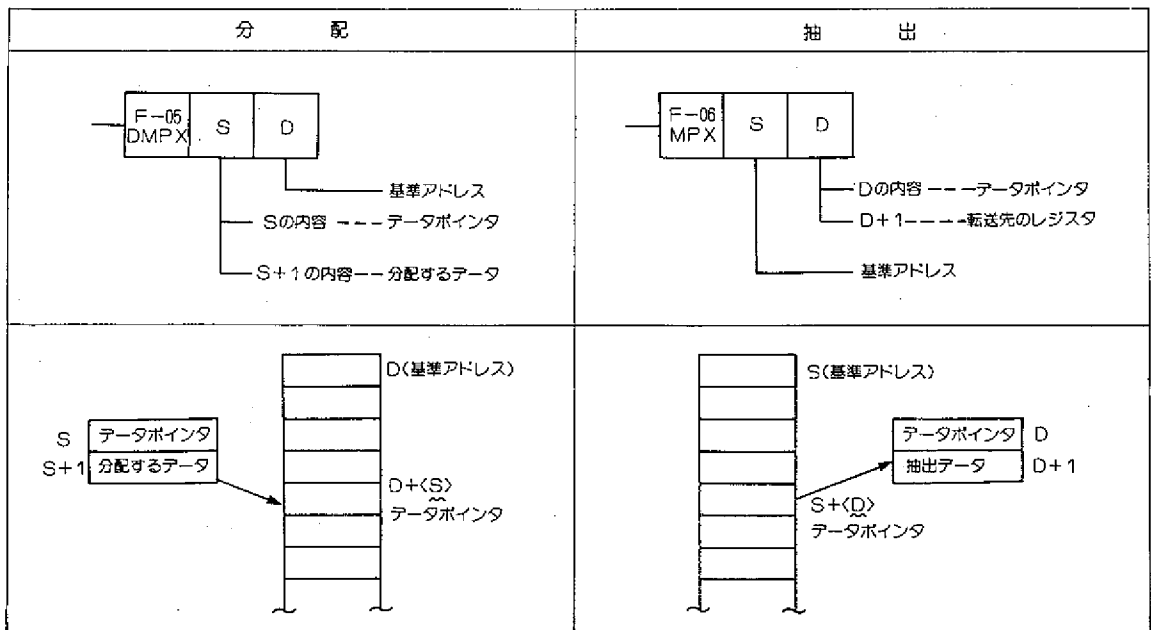 分 配
抽 出
F-05
DMPX
S
D
基準アドレス
Sの内容 --- データポインタ
S+1の内容 -- 分配するデータ
F-06
MPX
S
D
Dの内容 --- データポインタ
D+1 ---- 転送先のレジスタ
基準アドレス
D(基準アドレス)
S データポインタ
S+1 分配するデータ
D+〈S〉
データポインタ
S(基準アドレス)
データポインタ D
抽出データ D+1
S+〈D〉
データポインタ